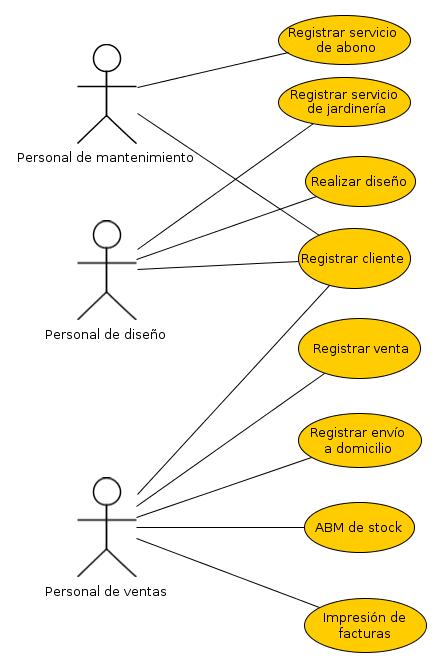 Registrar servicio
de abono
Registrar servicio
de jardinería
Personal de mantenimiento
Realizar diseño
Registrar cliente
Personal de diseño
Registrar venta
Registrar envío
a domicilio
ABM de stock
Personal de ventas
Impresión de
facturas